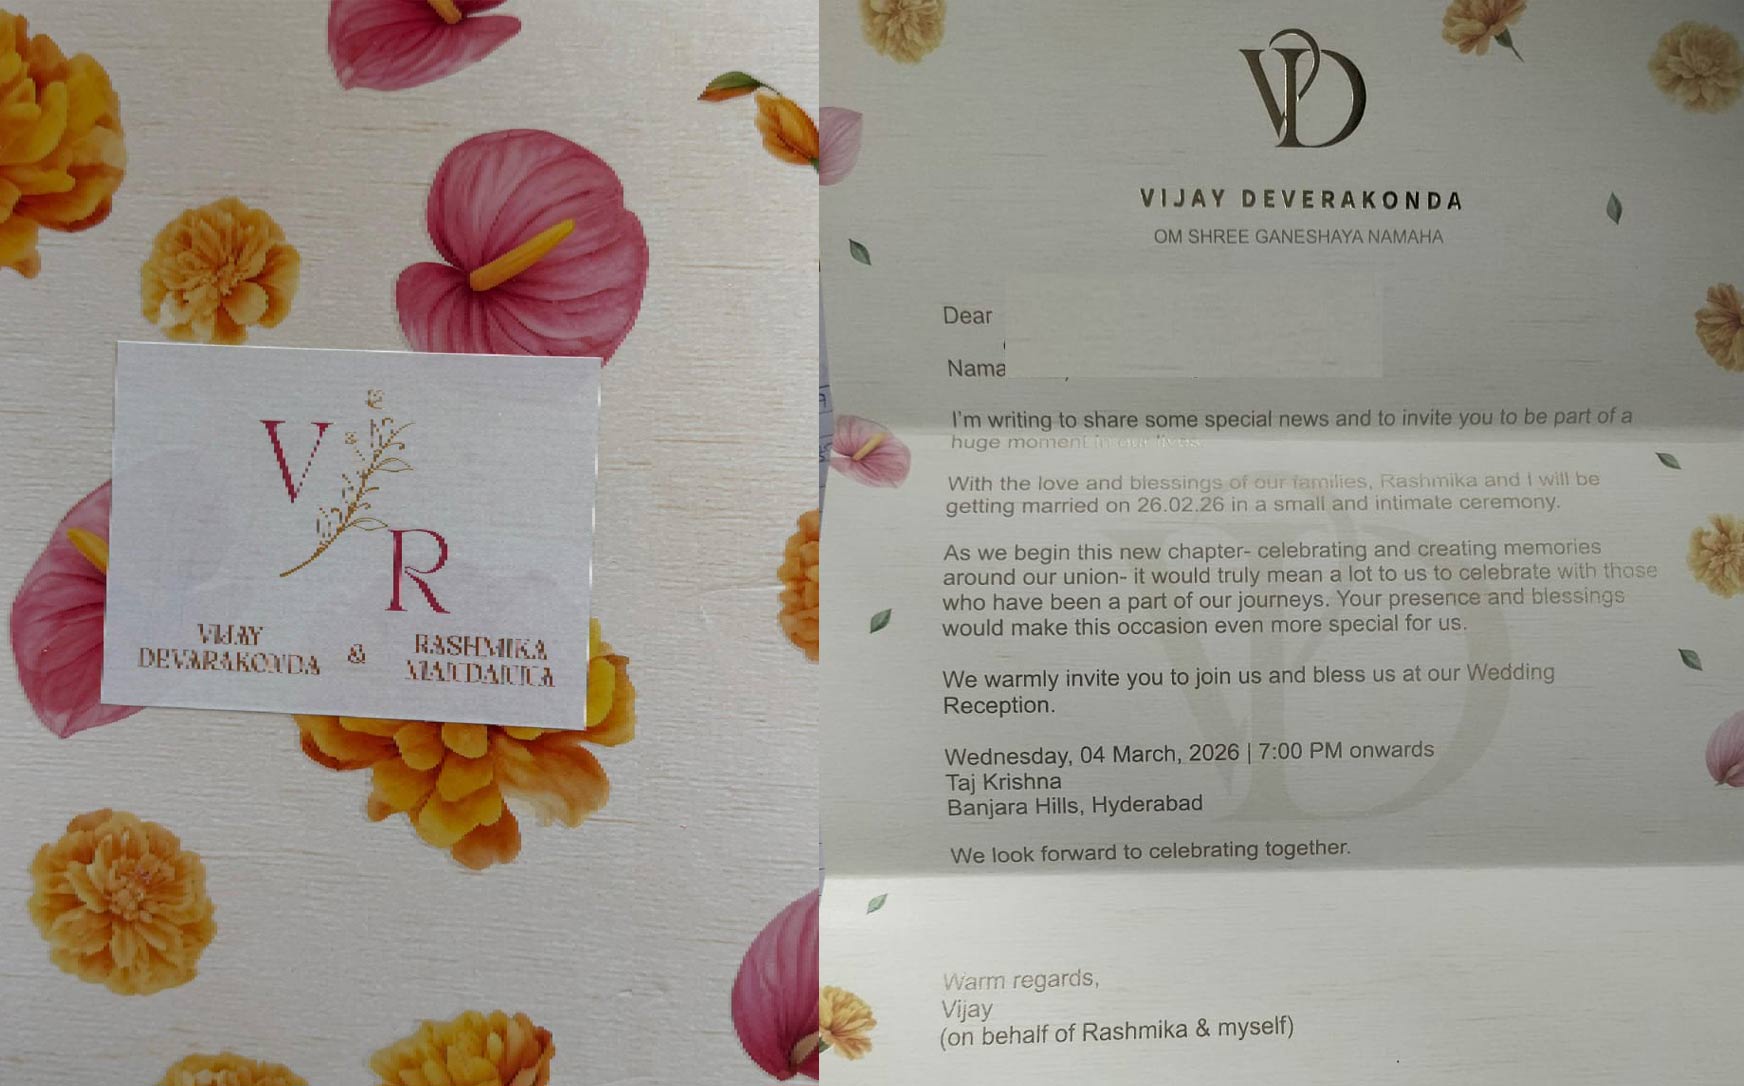 V
R
VIJAY
DEVARAKONDA
&
RASHMIKA
MANDANNA
VD
VIJAY DEVERAKONDA
OM SHREE GANESHAYA NAMAHA
Dear
Nama
I'm writing to share some special news and to invite you to be part of a
huge moment in our lives.
With the love and blessings of our families, Rashmika and I will be
getting married on 26.02.26 in a small and intimate ceremony.
As we begin this new chapter- celebrating and creating memories
around our union- it would truly mean a lot to us to celebrate with those
who have been a part of our journeys. Your presence and blessings
would make this occasion even more special for us.
We warmly invite you to join us and bless us at our Wedding
Reception.
Wednesday, 04 March, 2026 | 7:00 PM onwards
Taj Krishna
Banjara Hills, Hyderabad
We look forward to celebrating together.
Warm regards,
Vijay
(on behalf of Rashmika & myself)